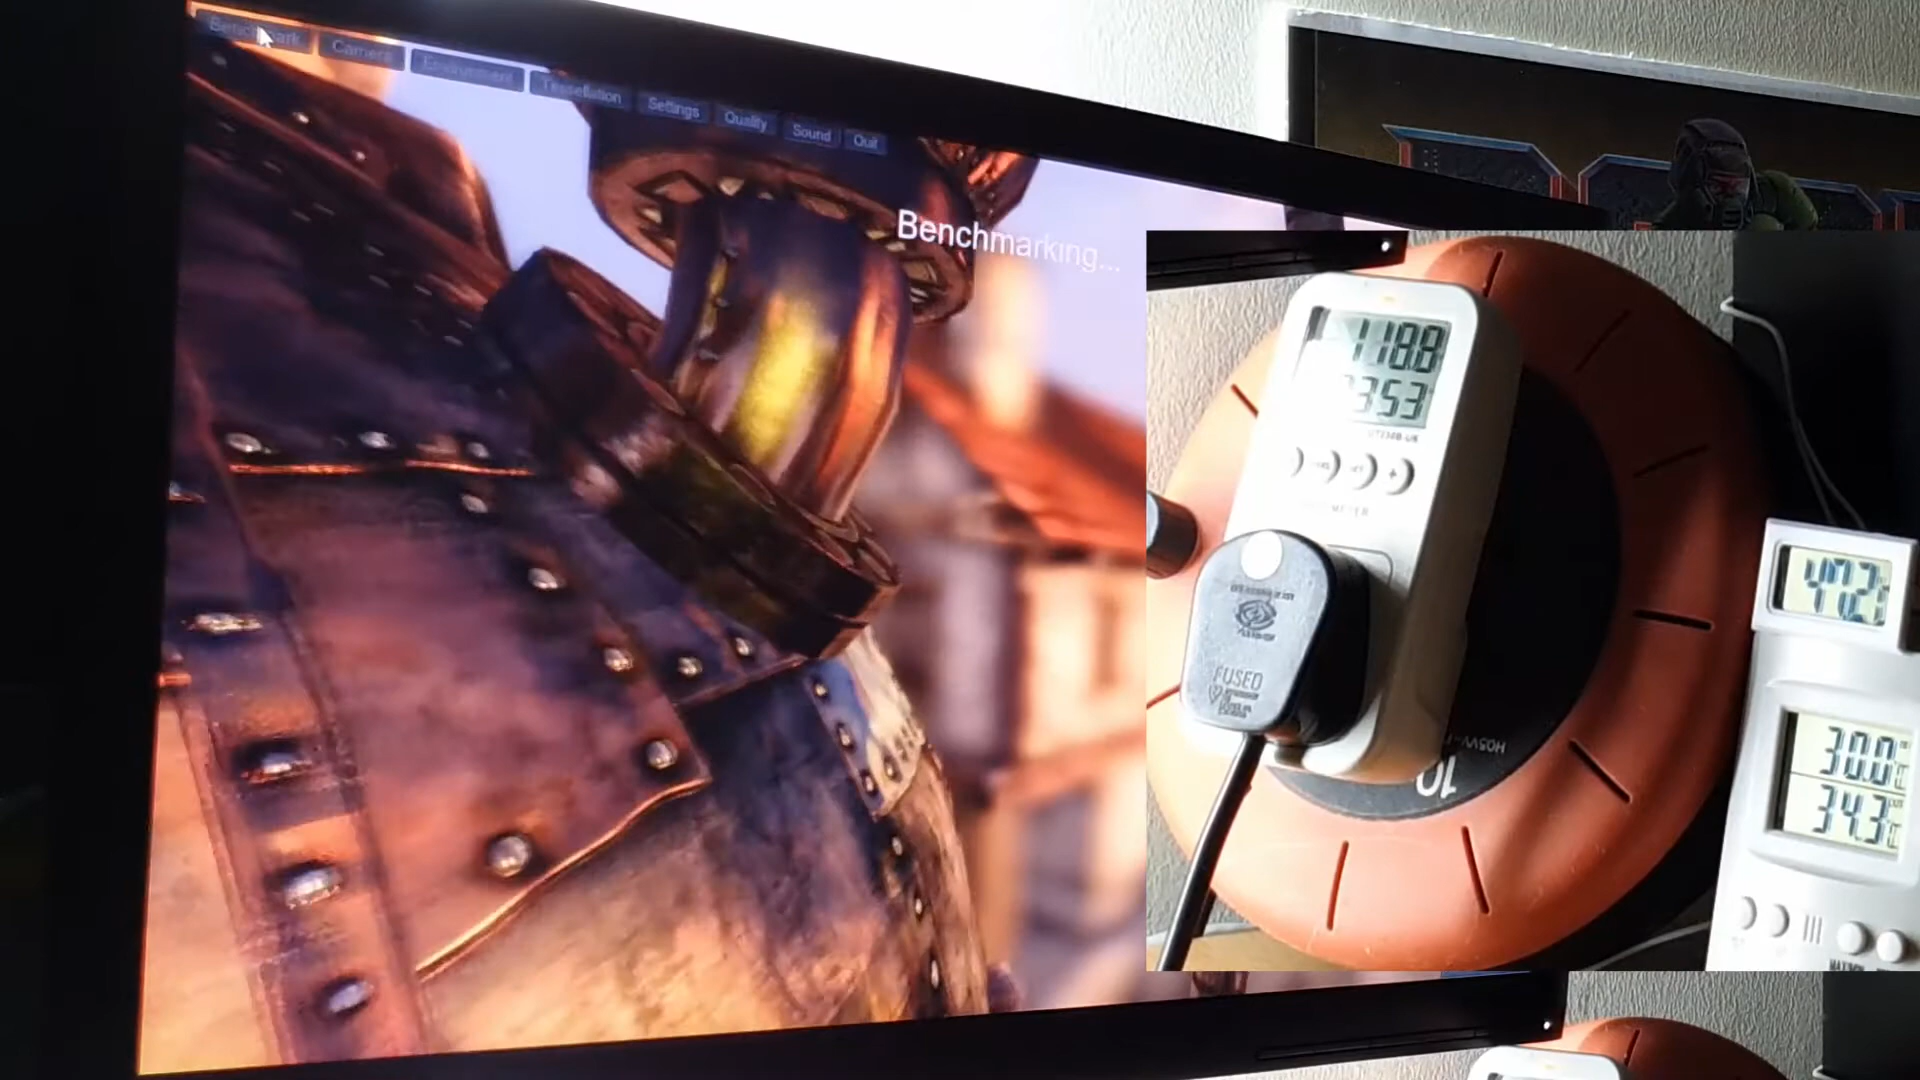 Benchmark
Camera
Environment
Tessellation
Settings
Quality
Sound
Quit
Benchmarking...
118.8
353
FUSED
10
47.2
30.0
34.3